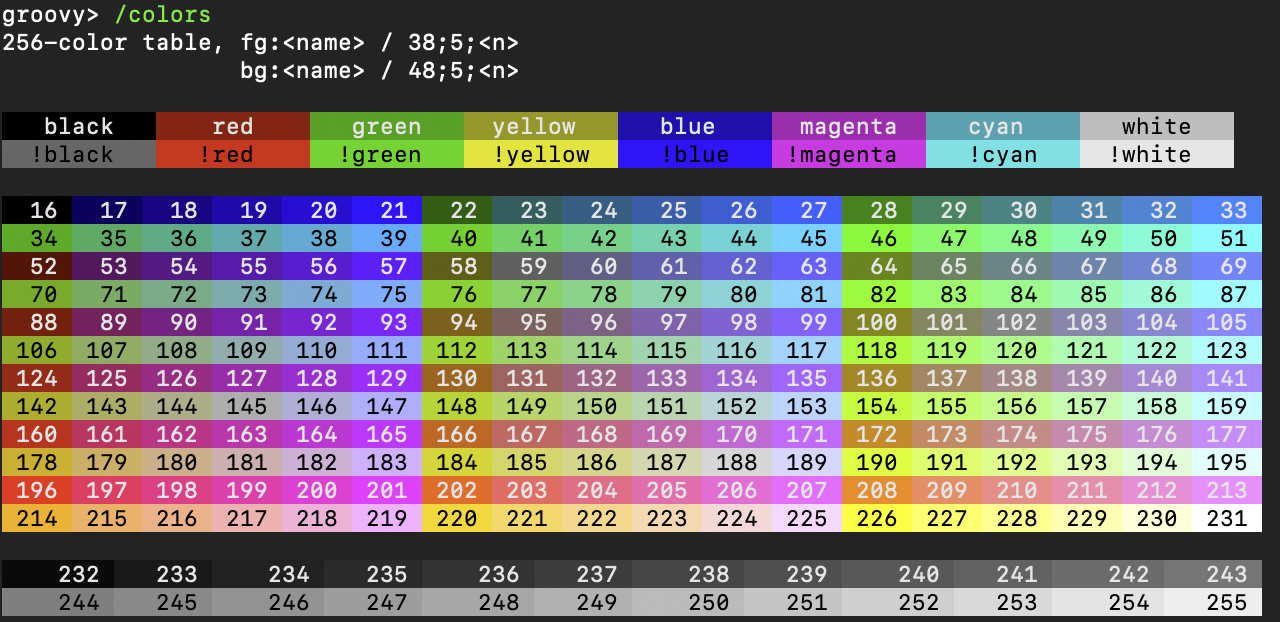 groovy> /colors
256-color table, fg:<name> / 38;5;<n>
bg:<name> / 48;5;<n>
black red green yellow blue magenta cyan white
!black !red !green !yellow !blue !magenta !cyan !white
16 17 18 19 20 21 22 23 24 25 26 27 28 29 30 31 32 33
34 35 36 37 38 39 40 41 42 43 44 45 46 47 48 49 50 51
52 53 54 55 56 57 58 59 60 61 62 63 64 65 66 67 68 69
70 71 72 73 74 75 76 77 78 79 80 81 82 83 84 85 86 87
88 89 90 91 92 93 94 95 96 97 98 99 100 101 102 103 104 105
106 107 108 109 110 111 112 113 114 115 116 117 118 119 120 121 122 123
124 125 126 127 128 129 130 131 132 133 134 135 136 137 138 139 140 141
142 143 144 145 146 147 148 149 150 151 152 153 154 155 156 157 158 159
160 161 162 163 164 165 166 167 168 169 170 171 172 173 174 175 176 177
178 179 180 181 182 183 184 185 186 187 188 189 190 191 192 193 194 195
196 197 198 199 200 201 202 203 204 205 206 207 208 209 210 211 212 213
214 215 216 217 218 219 220 221 222 223 224 225 226 227 228 229 230 231
232 233 234 235 236 237 238 239 240 241 242 243
244 245 246 247 248 249 250 251 252 253 254 255